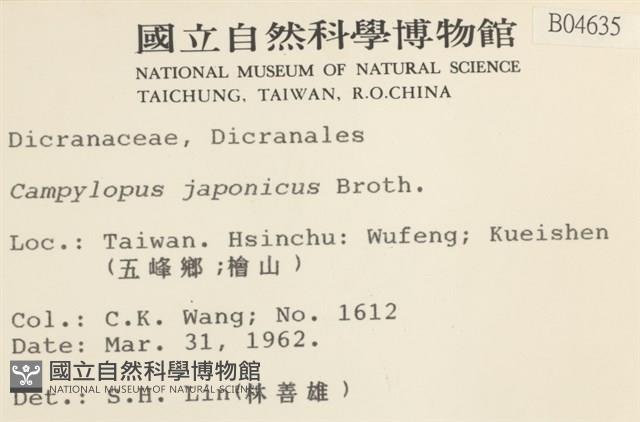 國立自然科學博物館
B04635
NATIONAL MUSEUM OF NATURAL SCIENCE
TAICHUNG, TAIWAN, R.O.CHINA
Dicranaceae, Dicranales
Campylopus japonicus Broth.
Loc.: Taiwan. Hsinchu: Wufeng; Kueishen
(五峰鄉;檜山)
Col.: C.K. Wang; No. 1612
Date: Mar. 31, 1962.
國立自然科學博物館
NATIONAL MUSEUM OF NATURAL SCIENCE
Det.: S.H. Lin(林善雄)